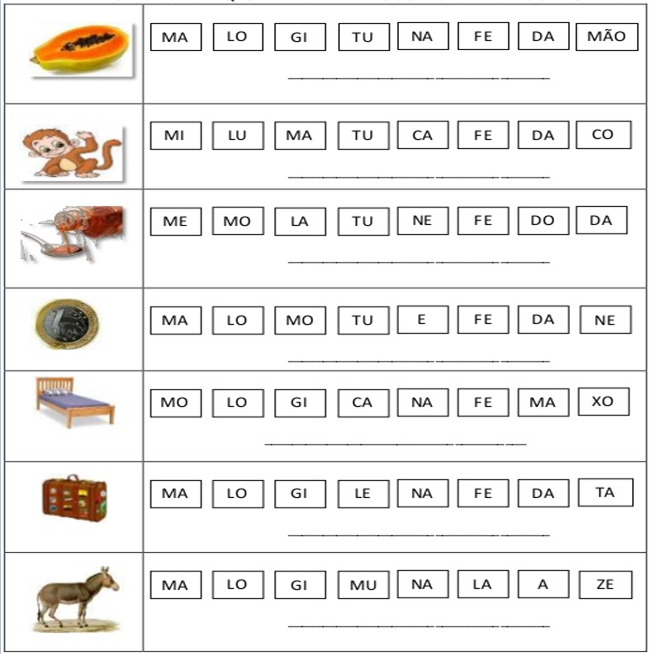 MA LO GI TU NA FE DA MÃO
MI LU MA TU CA FE DA CO
ME MO LA TU NE FE DO DA
MA LO MO TU E FE DA NE
MO LO GI CA NA FE MA XO
MA LO GI LE NA FE DA TA
MA LO GI MU NA LA A ZE